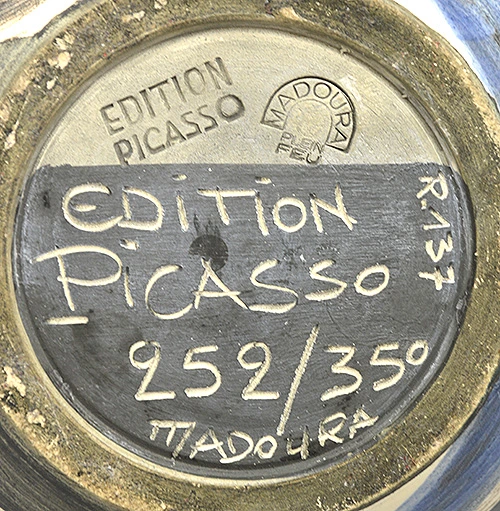 EDITION
PICASSO
MADOURA
PLEIN
FEU
EDiTiON
PiCASSO
R.137
252/350
MADOURA